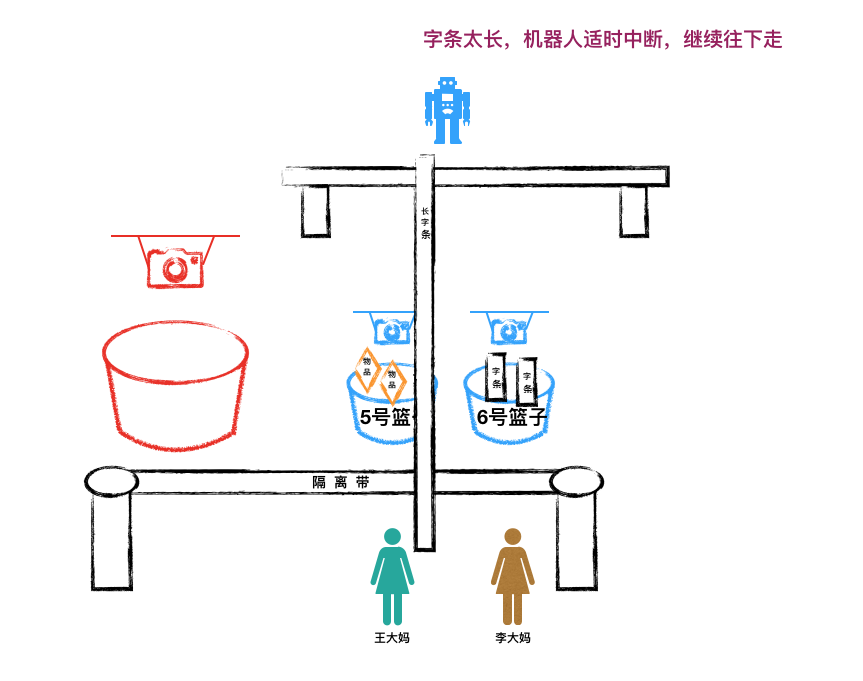 字条太长，机器人适时中断，继续往下走
长字条
物品
物品
字条
字条
5号篮
6号篮子
隔 离 带
王大妈
李大妈